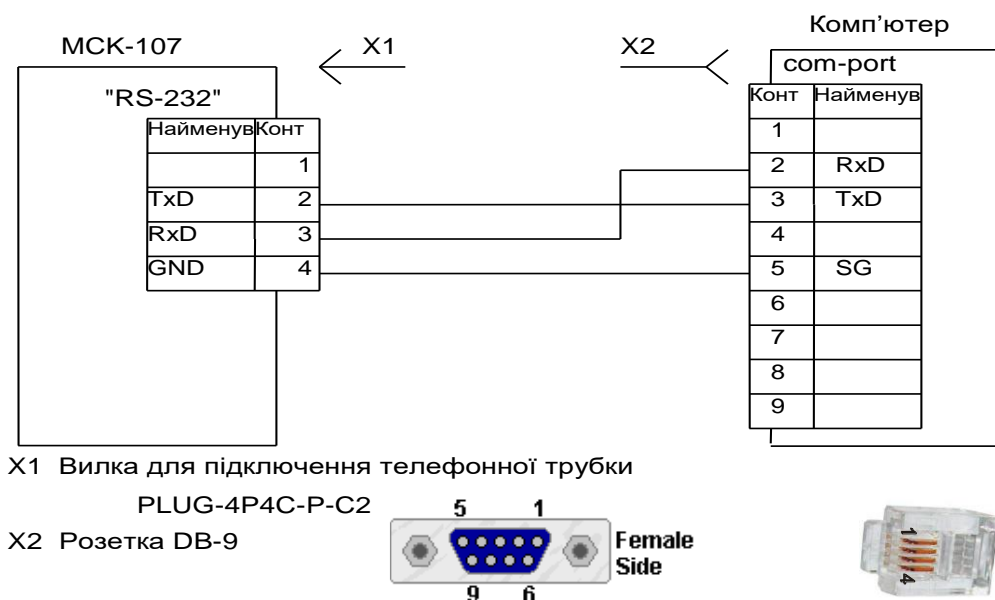 Комп’ютер
МСК-107
X1
X2
com-port
"RS-232"
Конт Найменув
Найменув Конт
1
1
2 RxD
TxD 2
3 TxD
RxD 3
4
GND 4
5 SG
6
7
8
9
X1 Вилка для підключення телефонної трубки
PLUG-4P4C-P-C2
X2 Розетка DB-9
5 1
Female
Side
9 6
1
4